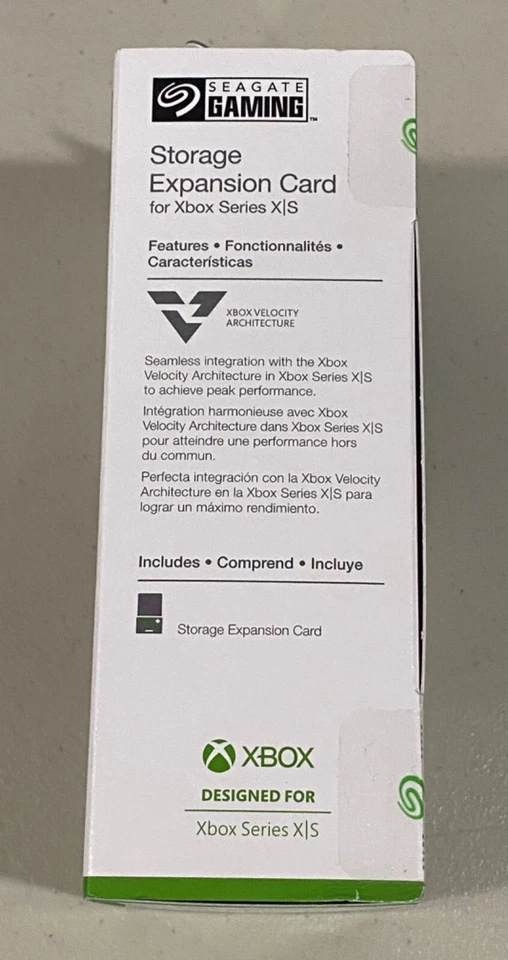 SEAGATE
GAMING™
Storage
Expansion Card
for Xbox Series X|S
Features • Fonctionnalités •
Características
XBOX VELOCITY
ARCHITECTURE
Seamless integration with the Xbox
Velocity Architecture in Xbox Series X|S
to achieve peak performance.
Intégration harmonieuse avec Xbox
Velocity Architecture dans Xbox Series X|S
pour atteindre une performance hors
du commun.
Perfecta integración con la Xbox Velocity
Architecture en la Xbox Series X|S para
lograr un máximo rendimiento.
Includes • Comprend • Incluye
Storage Expansion Card
XBOX
DESIGNED FOR
Xbox Series X|S